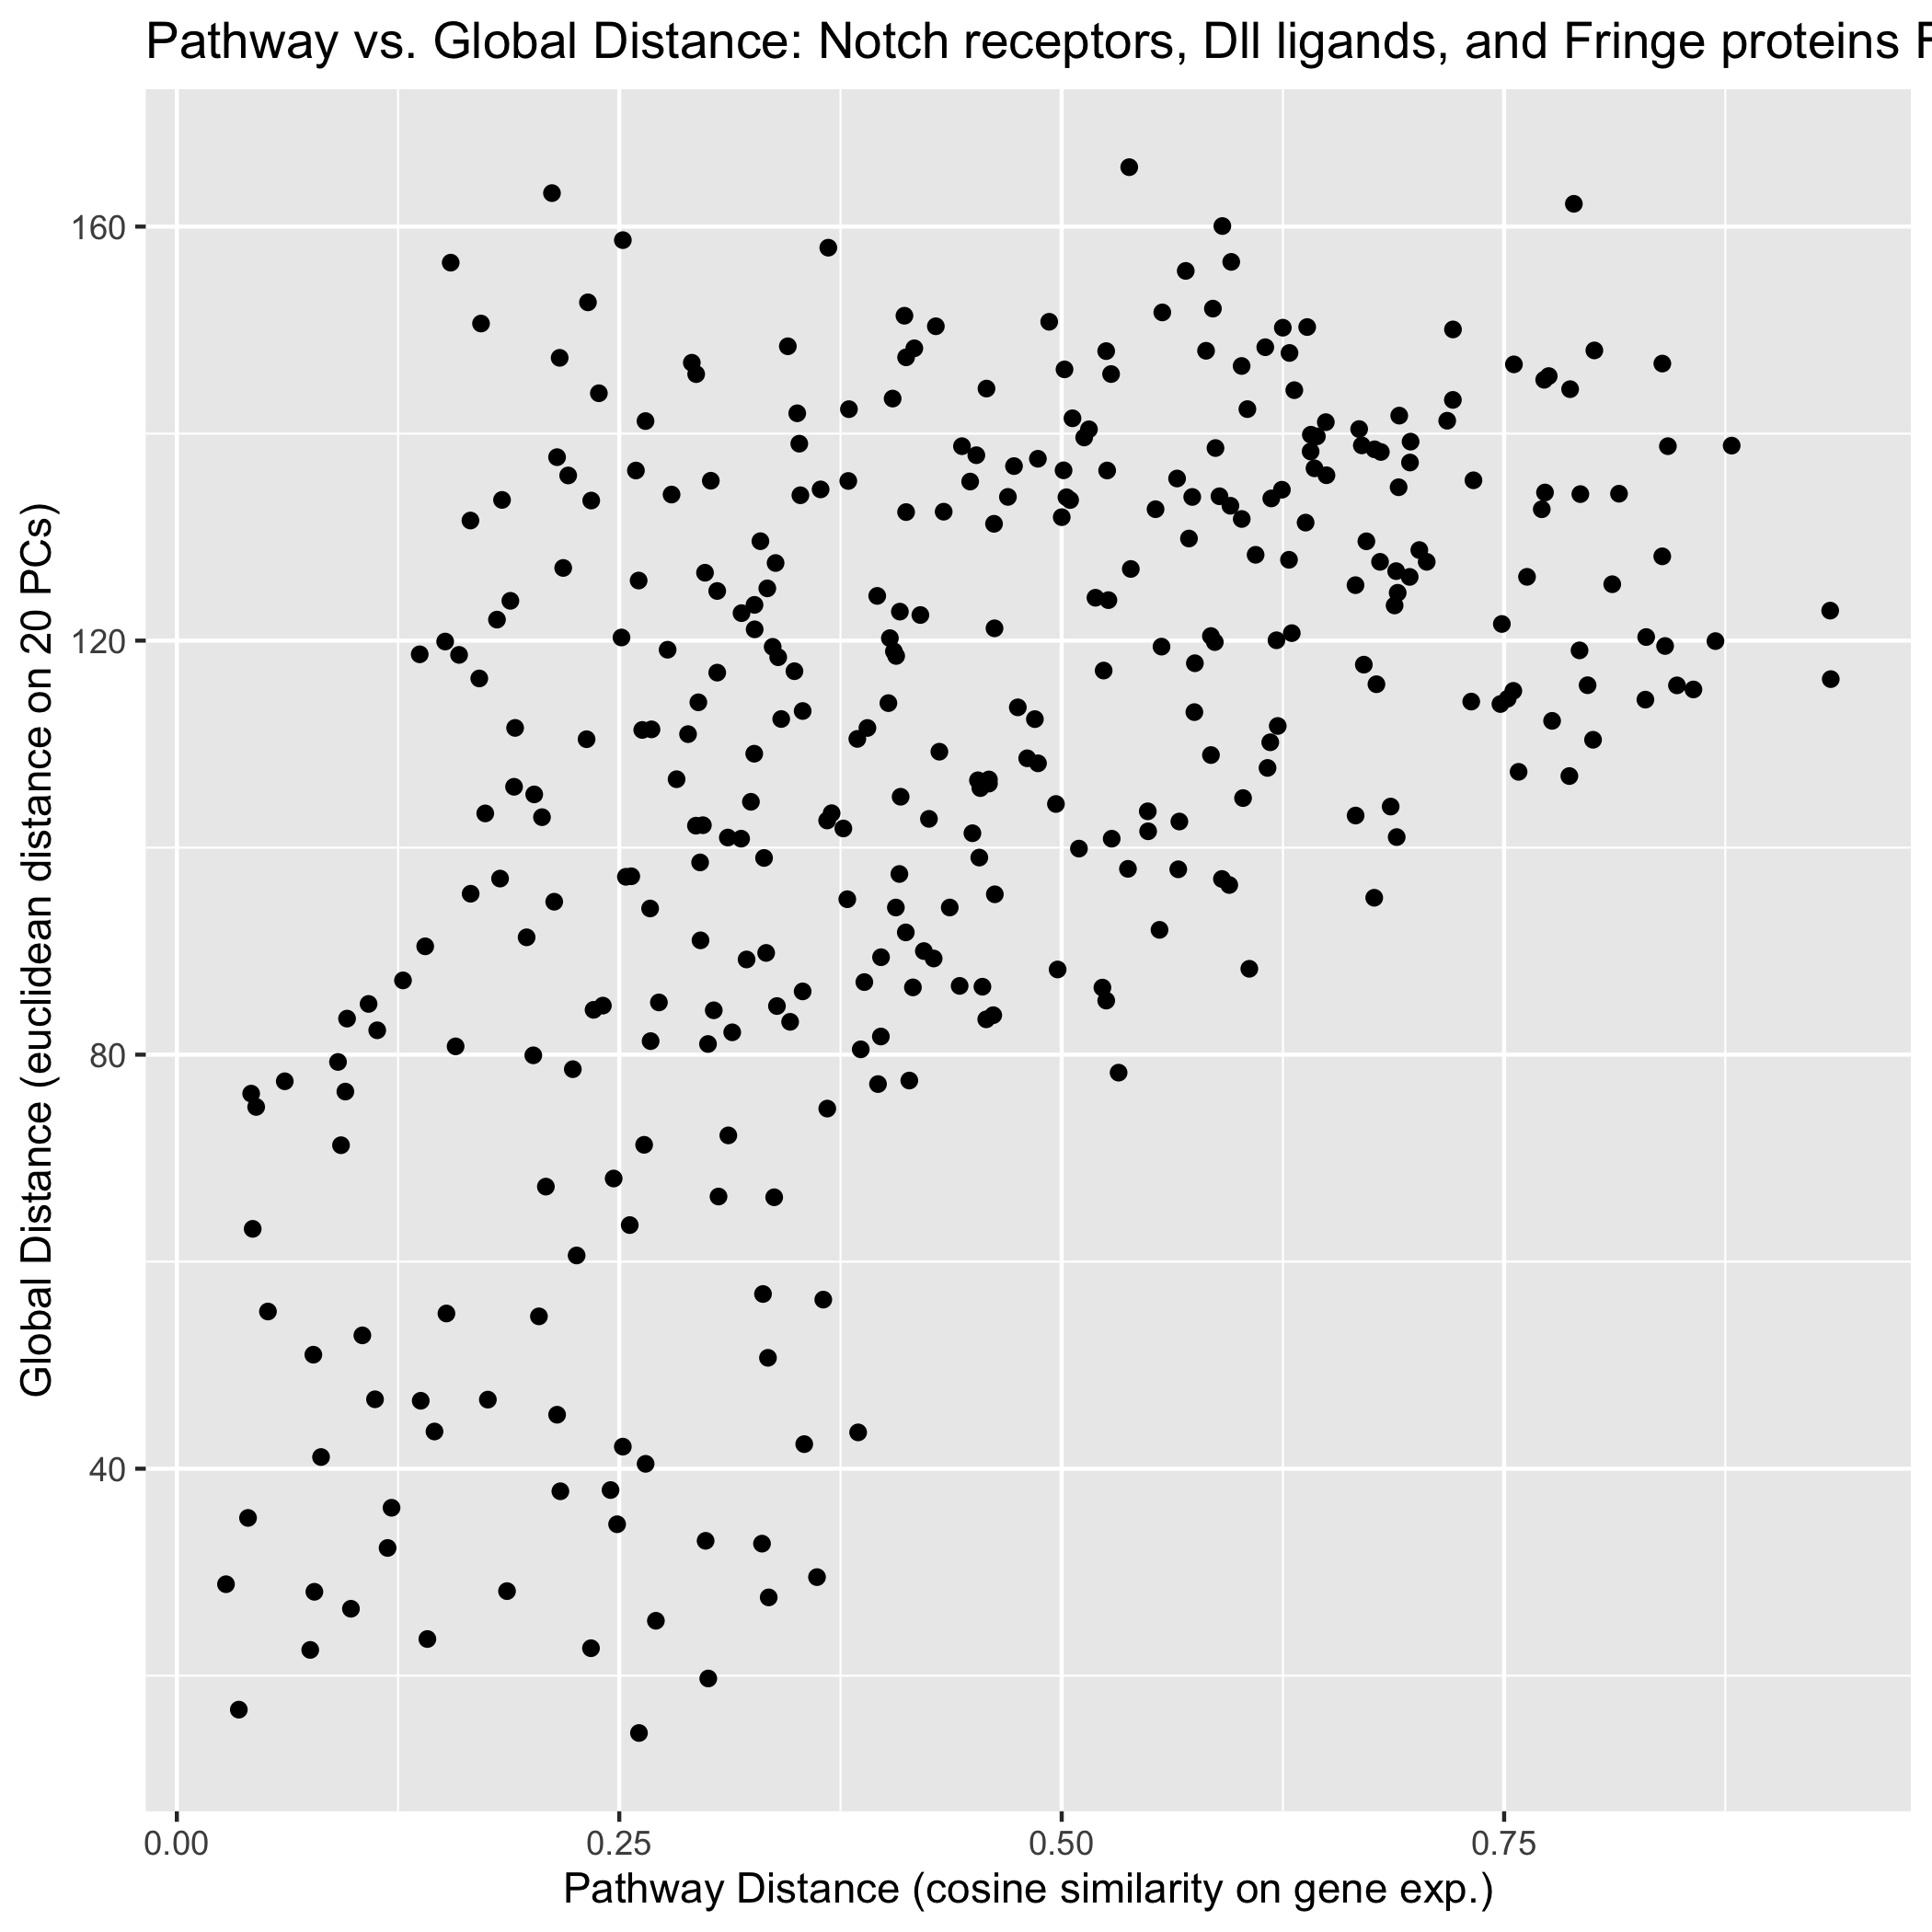 Pathway vs. Global Distance: Notch receptors, Dll ligands, and Fringe proteins
160
120
80
40
Global Distance (euclidean distance on 20 PCs)
0.00 0.25 0.50 0.75
Pathway Distance (cosine similarity on gene exp.)